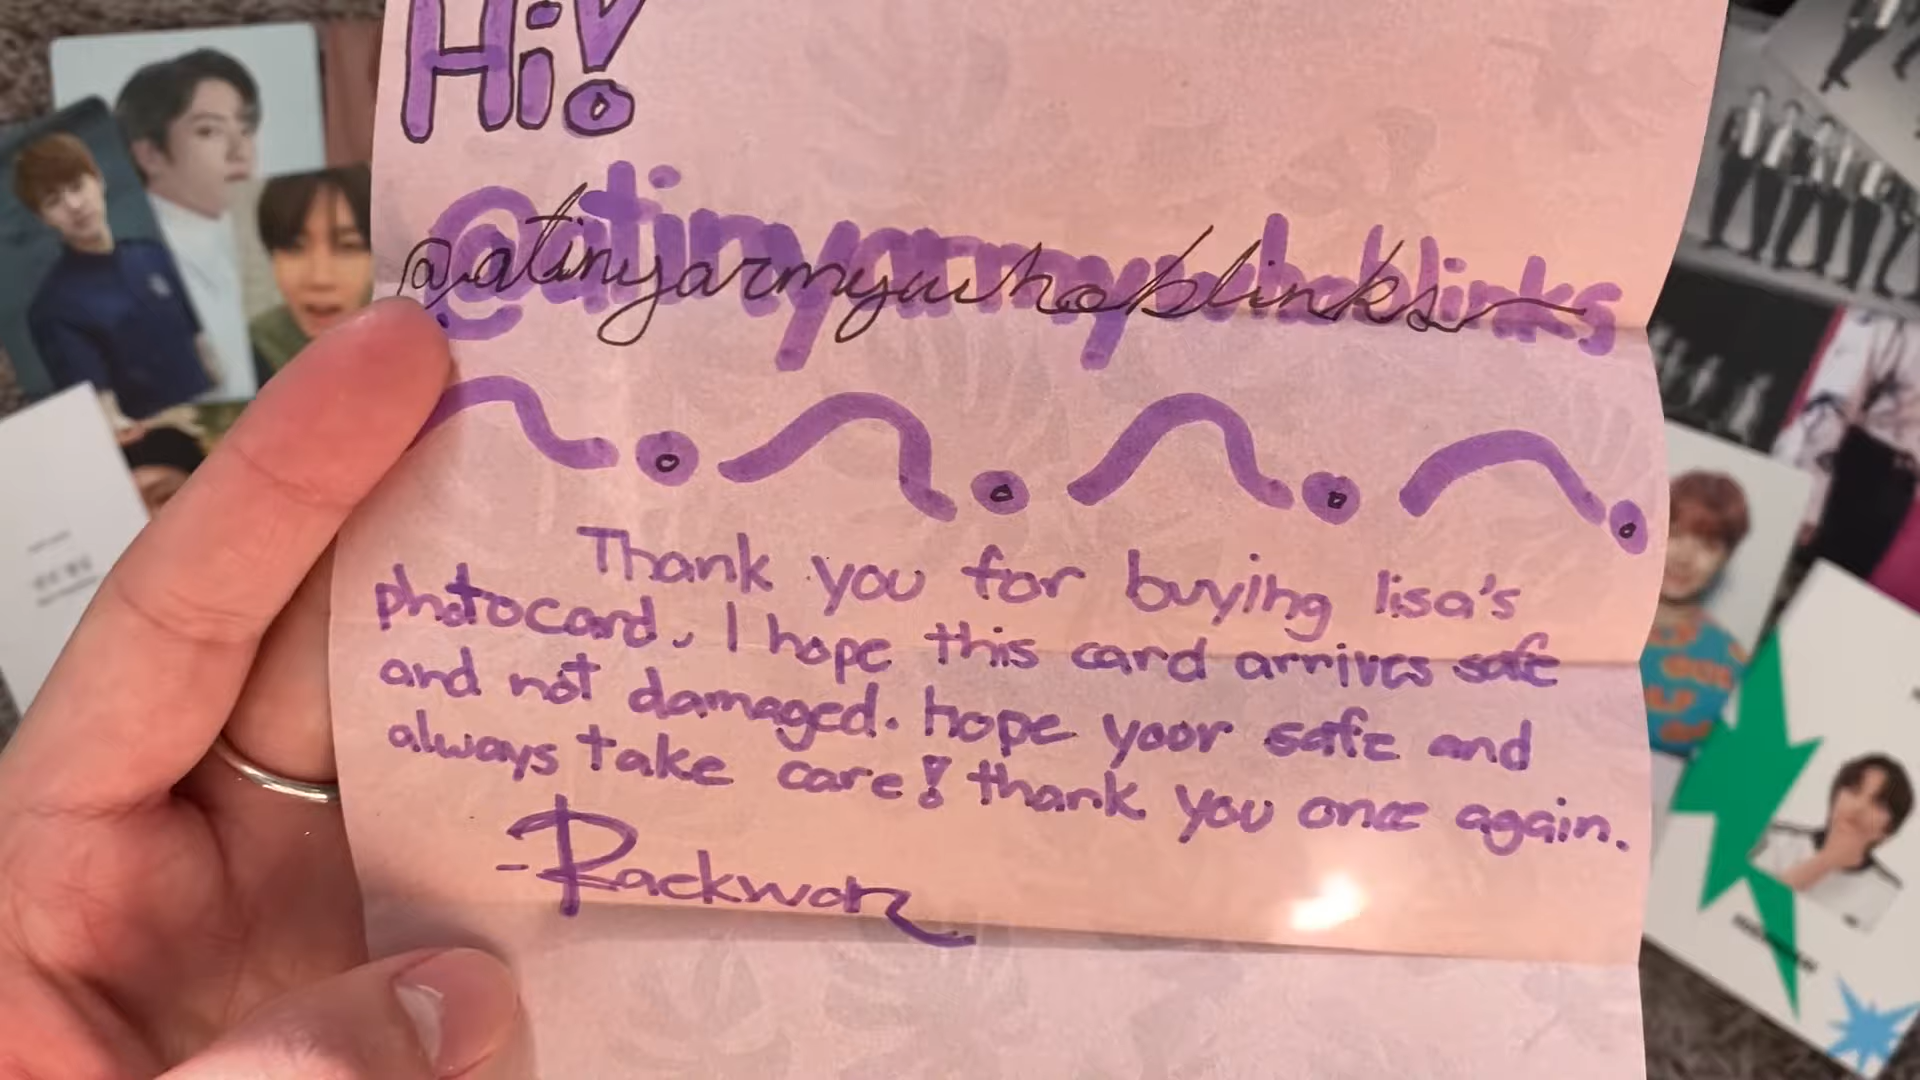 Hi!
@atinyarmywhoblinks
Thank you for buying lisa's
photocard. I hope this card arrives safe
and not damaged. hope yoor safe and
always take care! thank you once again.
-Rackwon